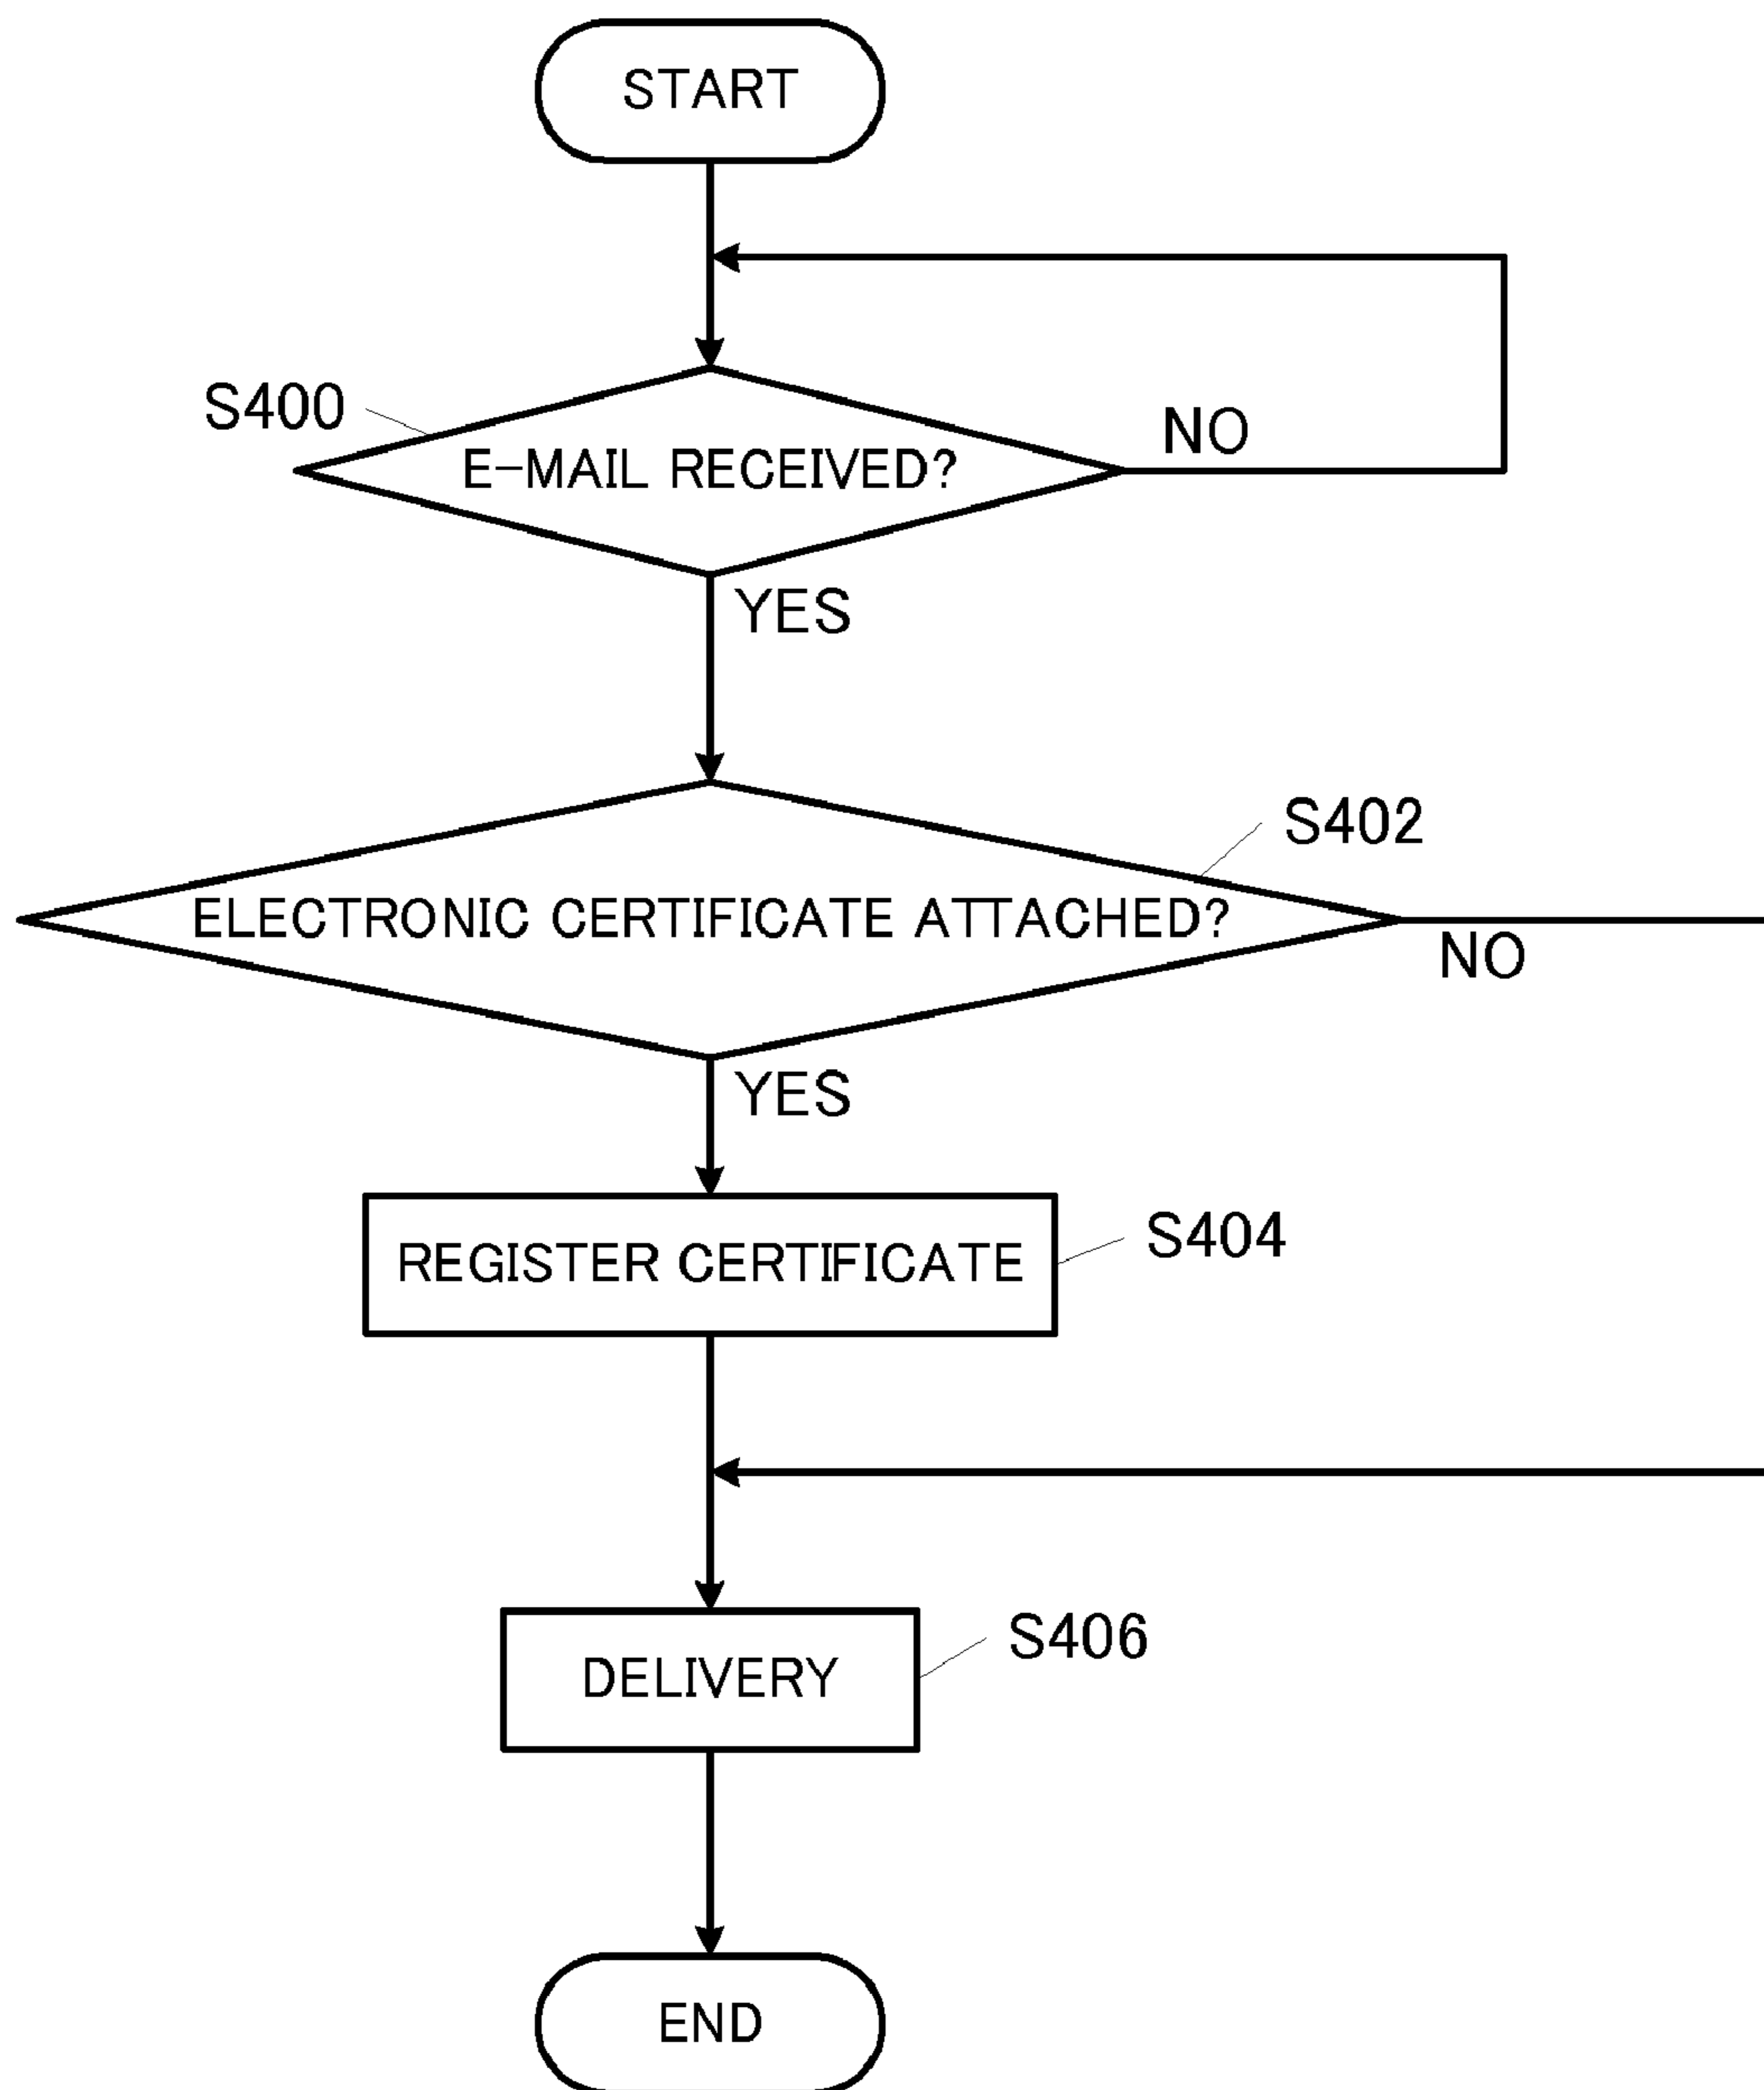 START
S400
E-MAIL RECEIVED?
NO
YES
S402
ELECTRONIC CERTIFICATE ATTACHED?
NO
YES
REGISTER CERTIFICATE
S404
DELIVERY
S406
END